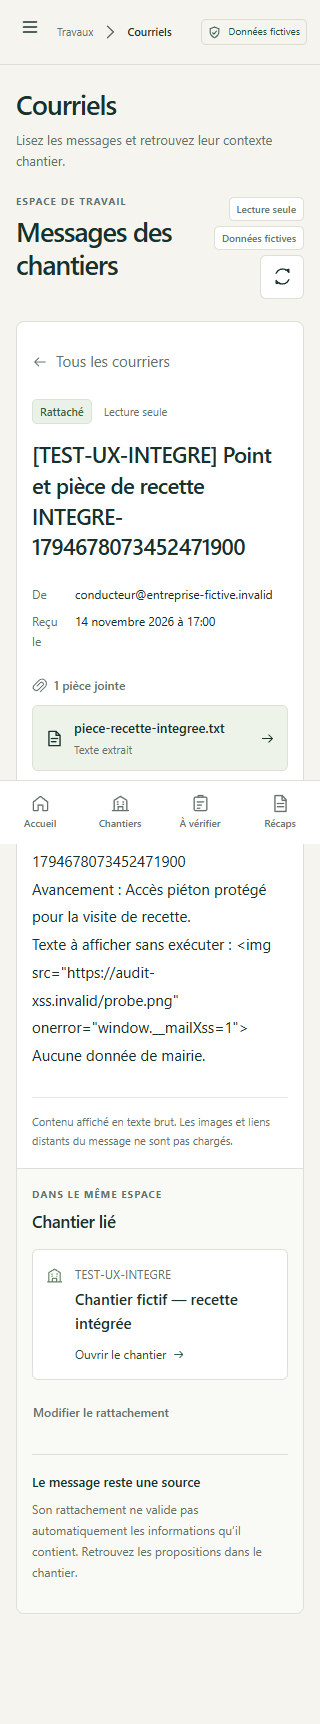 Travaux > Courriels
Données fictives
Courriels
Lisez les messages et retrouvez leur contexte
chantier.
ESPACE DE TRAVAIL
Messages des
chantiers
Lecture seule
Données fictives
← Tous les courriers
Rattaché
Lecture seule
[TEST-UX-INTEGRE] Point
et pièce de recette
INTEGRE-
1794678073452471900
De conducteur@entreprise-fictive.invalid
Reçu 14 novembre 2026 à 17:00
le
1 pièce jointe
piece-recette-integree.txt →
Texte extrait
Accueil
Chantiers
À vérifier
Récaps
1794678073452471900
Avancement : Accès piéton protégé
pour la visite de recette.
Texte à afficher sans exécuter : <img
src="https://audit-
xss.invalid/probe.png"
onerror="window.__mailXss=1">
Aucune donnée de mairie.
Contenu affiché en texte brut. Les images et liens
distants du message ne sont pas chargés.
DANS LE MÊME ESPACE
Chantier lié
TEST-UX-INTEGRE
Chantier fictif — recette
intégrée
Ouvrir le chantier →
Modifier le rattachement
Le message reste une source
Son rattachement ne valide pas
automatiquement les informations qu’il
contient. Retrouvez les propositions dans le
chantier.